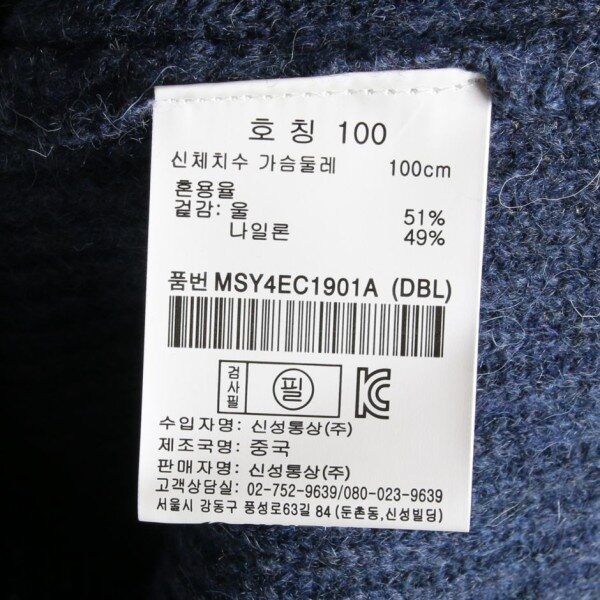 호칭 100
신체치수 가슴둘레 100cm
혼용율
겉감: 울 51%
나일론 49%
품번 MSY4EC1901A (DBL)
검사필 필 KC
수입자명: 신성통상(주)
제조국명: 중국
판매자명: 신성통상(주)
고객상담실: 02-752-9639/080-023-9639
서울시 강동구 풍성로63길 84 (둔촌동,신성빌딩)